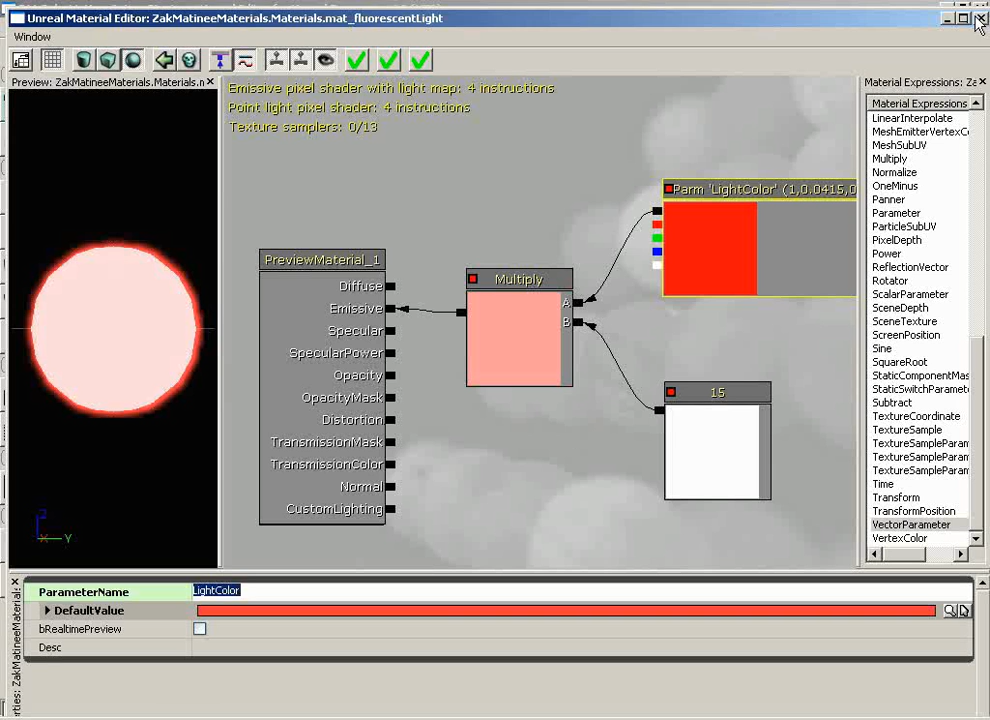 Unreal Material Editor: ZakMatineeMaterials.Materials.mat_fluorescentLight
Window
Preview: ZakMatineeMaterials.Materials.n
Emissive pixel shader with light map: 4 instructions
Point light pixel shader: 4 instructions
Texture samplers: 0/13
Parm 'LightColor' (1,0.0415,0
PreviewMaterial_1
Diffuse
Emissive
Specular
SpecularPower
Opacity
OpacityMask
Distortion
TransmissionMask
TransmissionColor
Normal
CustomLighting
Multiply
A
B
15
Z
X Y
Material Expressions: Za
Material Expressions
LinearInterpolate
MeshEmitterVertexCo
MeshSubUV
Multiply
Normalize
OneMinus
Panner
Parameter
ParticleSubUV
PixelDepth
Power
ReflectionVector
Rotator
ScalarParameter
SceneDepth
SceneTexture
ScreenPosition
Sine
SquareRoot
StaticComponentMas
StaticSwitchParamete
Subtract
TextureCoordinate
TextureSample
TextureSampleParam
TextureSampleParam
TextureSampleParam
Time
Transform
TransformPosition
VectorParameter
VertexColor
ParameterName LightColor
DefaultValue
bRealtimePreview
Desc
rties: ZakMatineeMaterials: